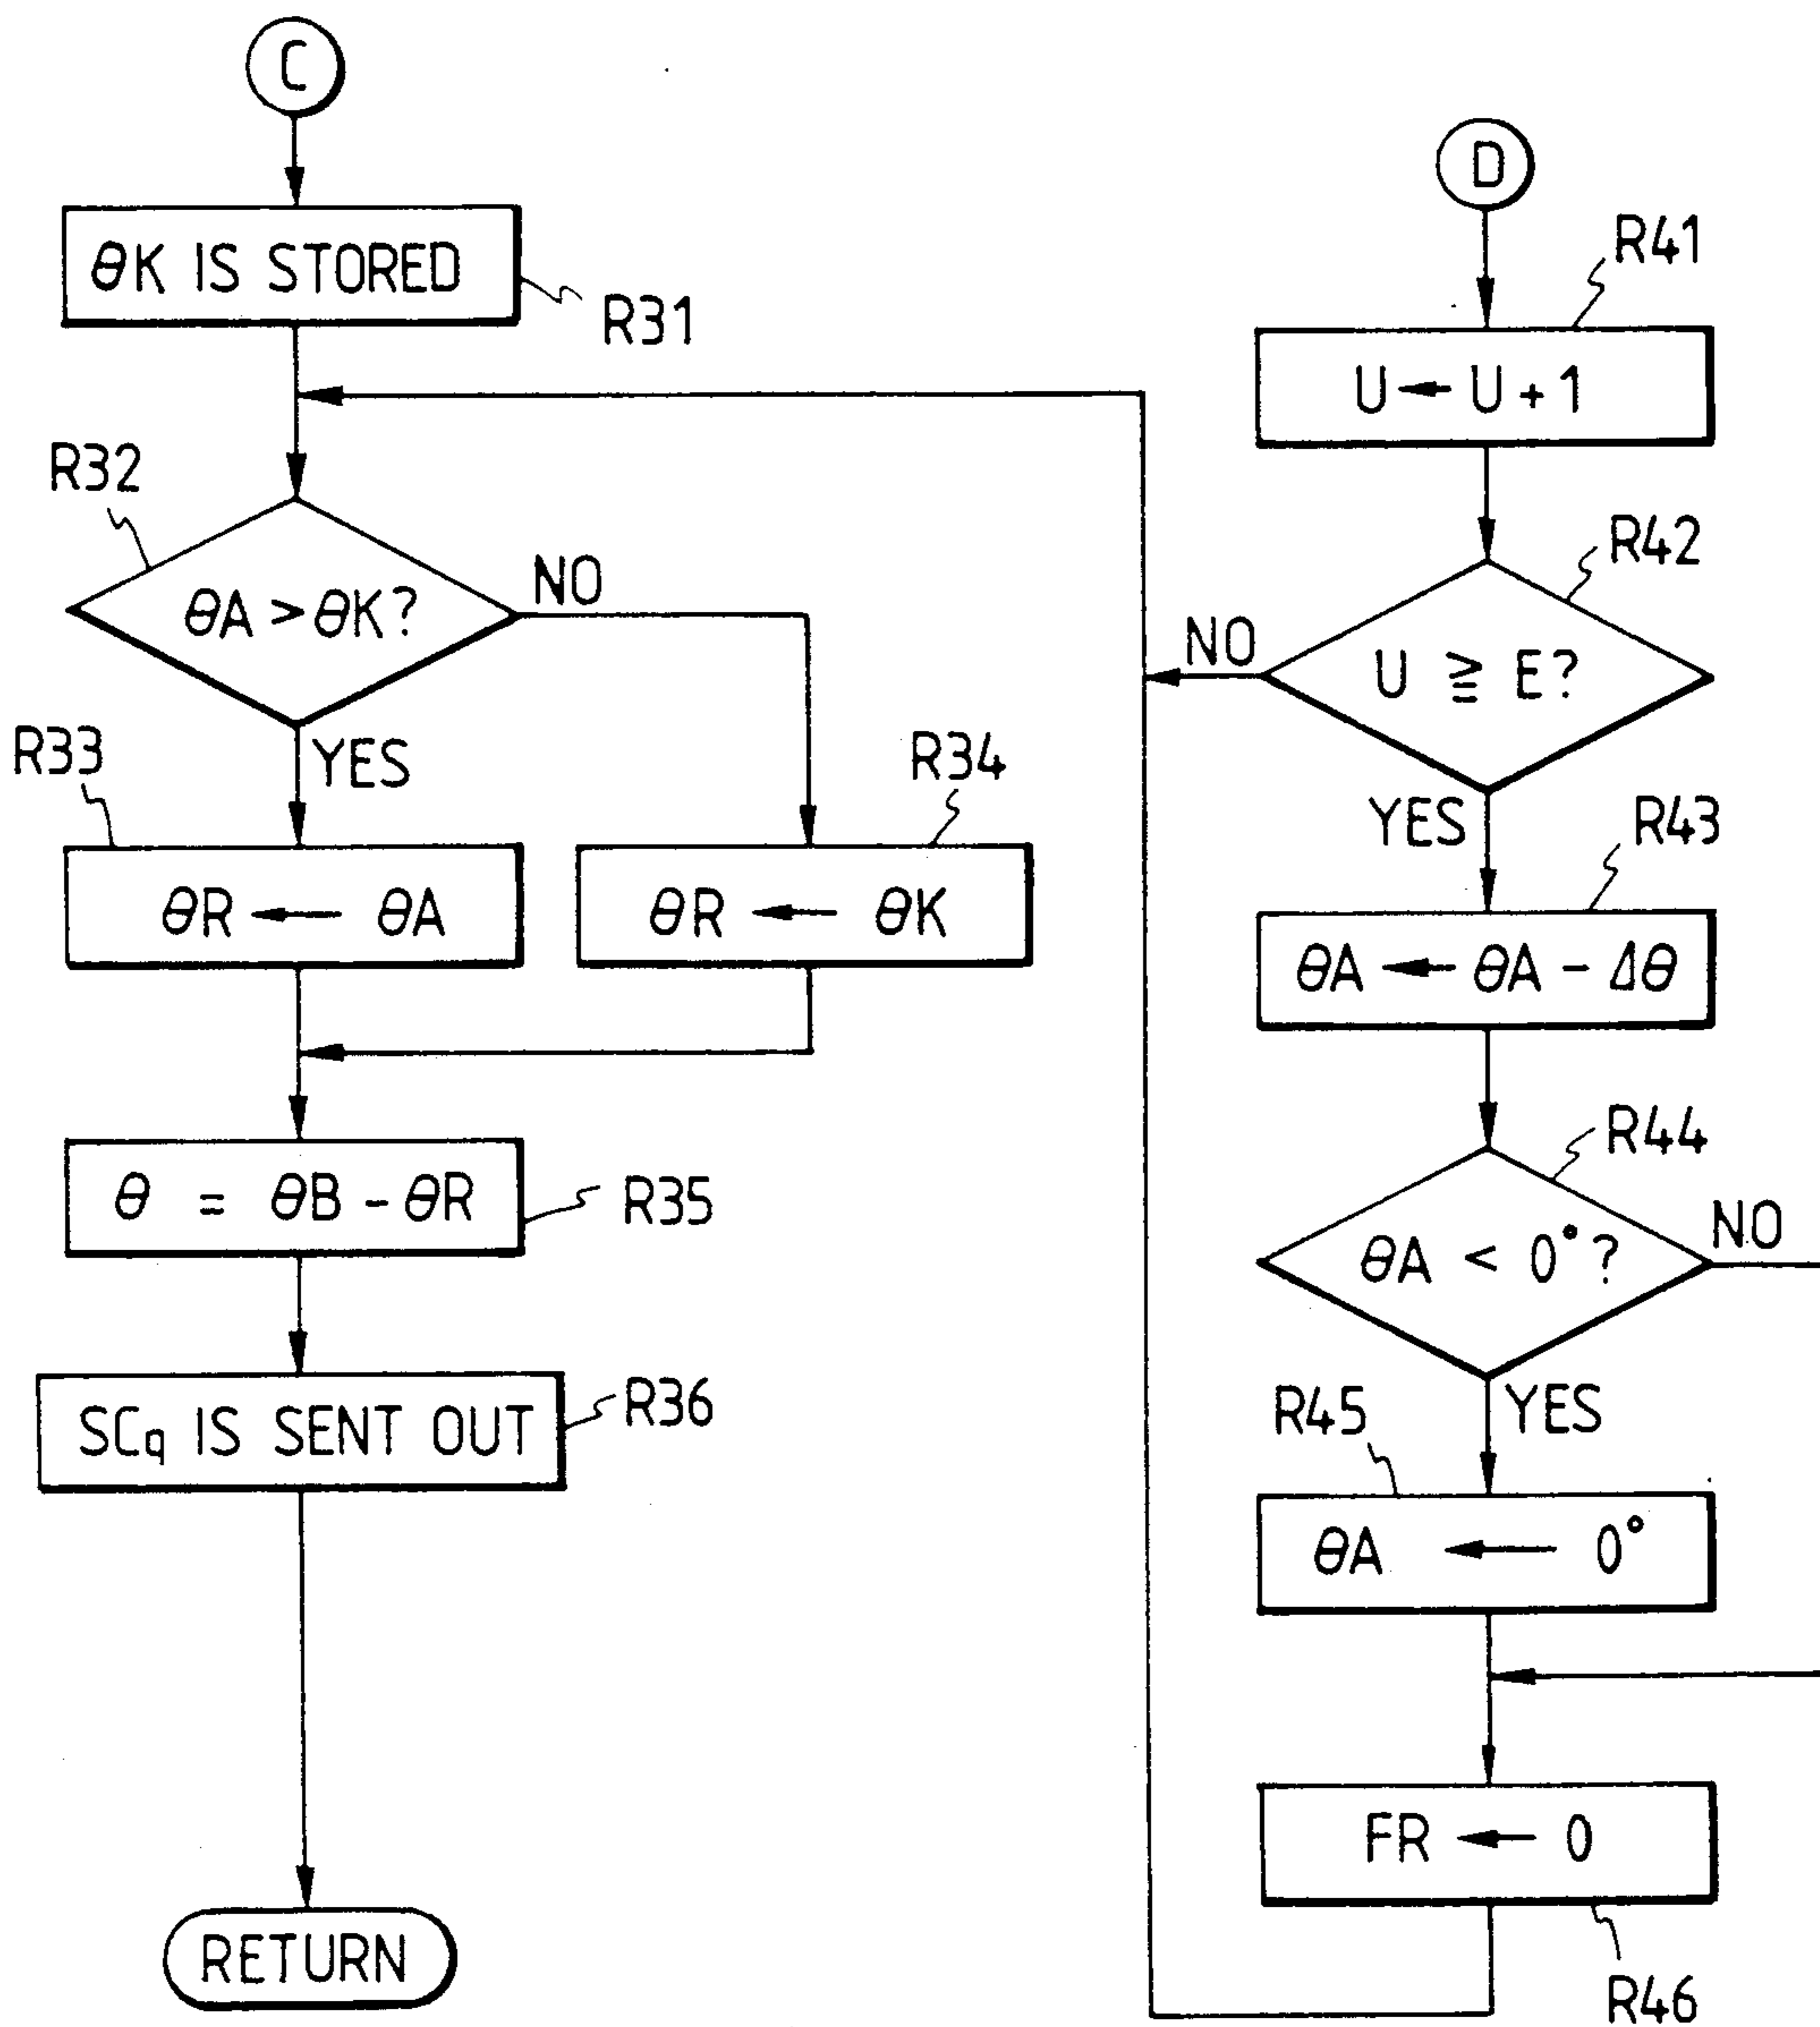 C
θK IS STORED
R31
R32
θA > θK?
NO
YES
R33
θR ← θA
R34
θR ← θK
θ = θB - θR
R35
SCq IS SENT OUT
R36
RETURN
D
R41
U ← U + 1
R42
U ≧ E?
NO
YES
R43
θA ← θA - Δθ
R44
θA < 0°?
NO
YES
R45
θA ← 0°
FR ← 0
R46